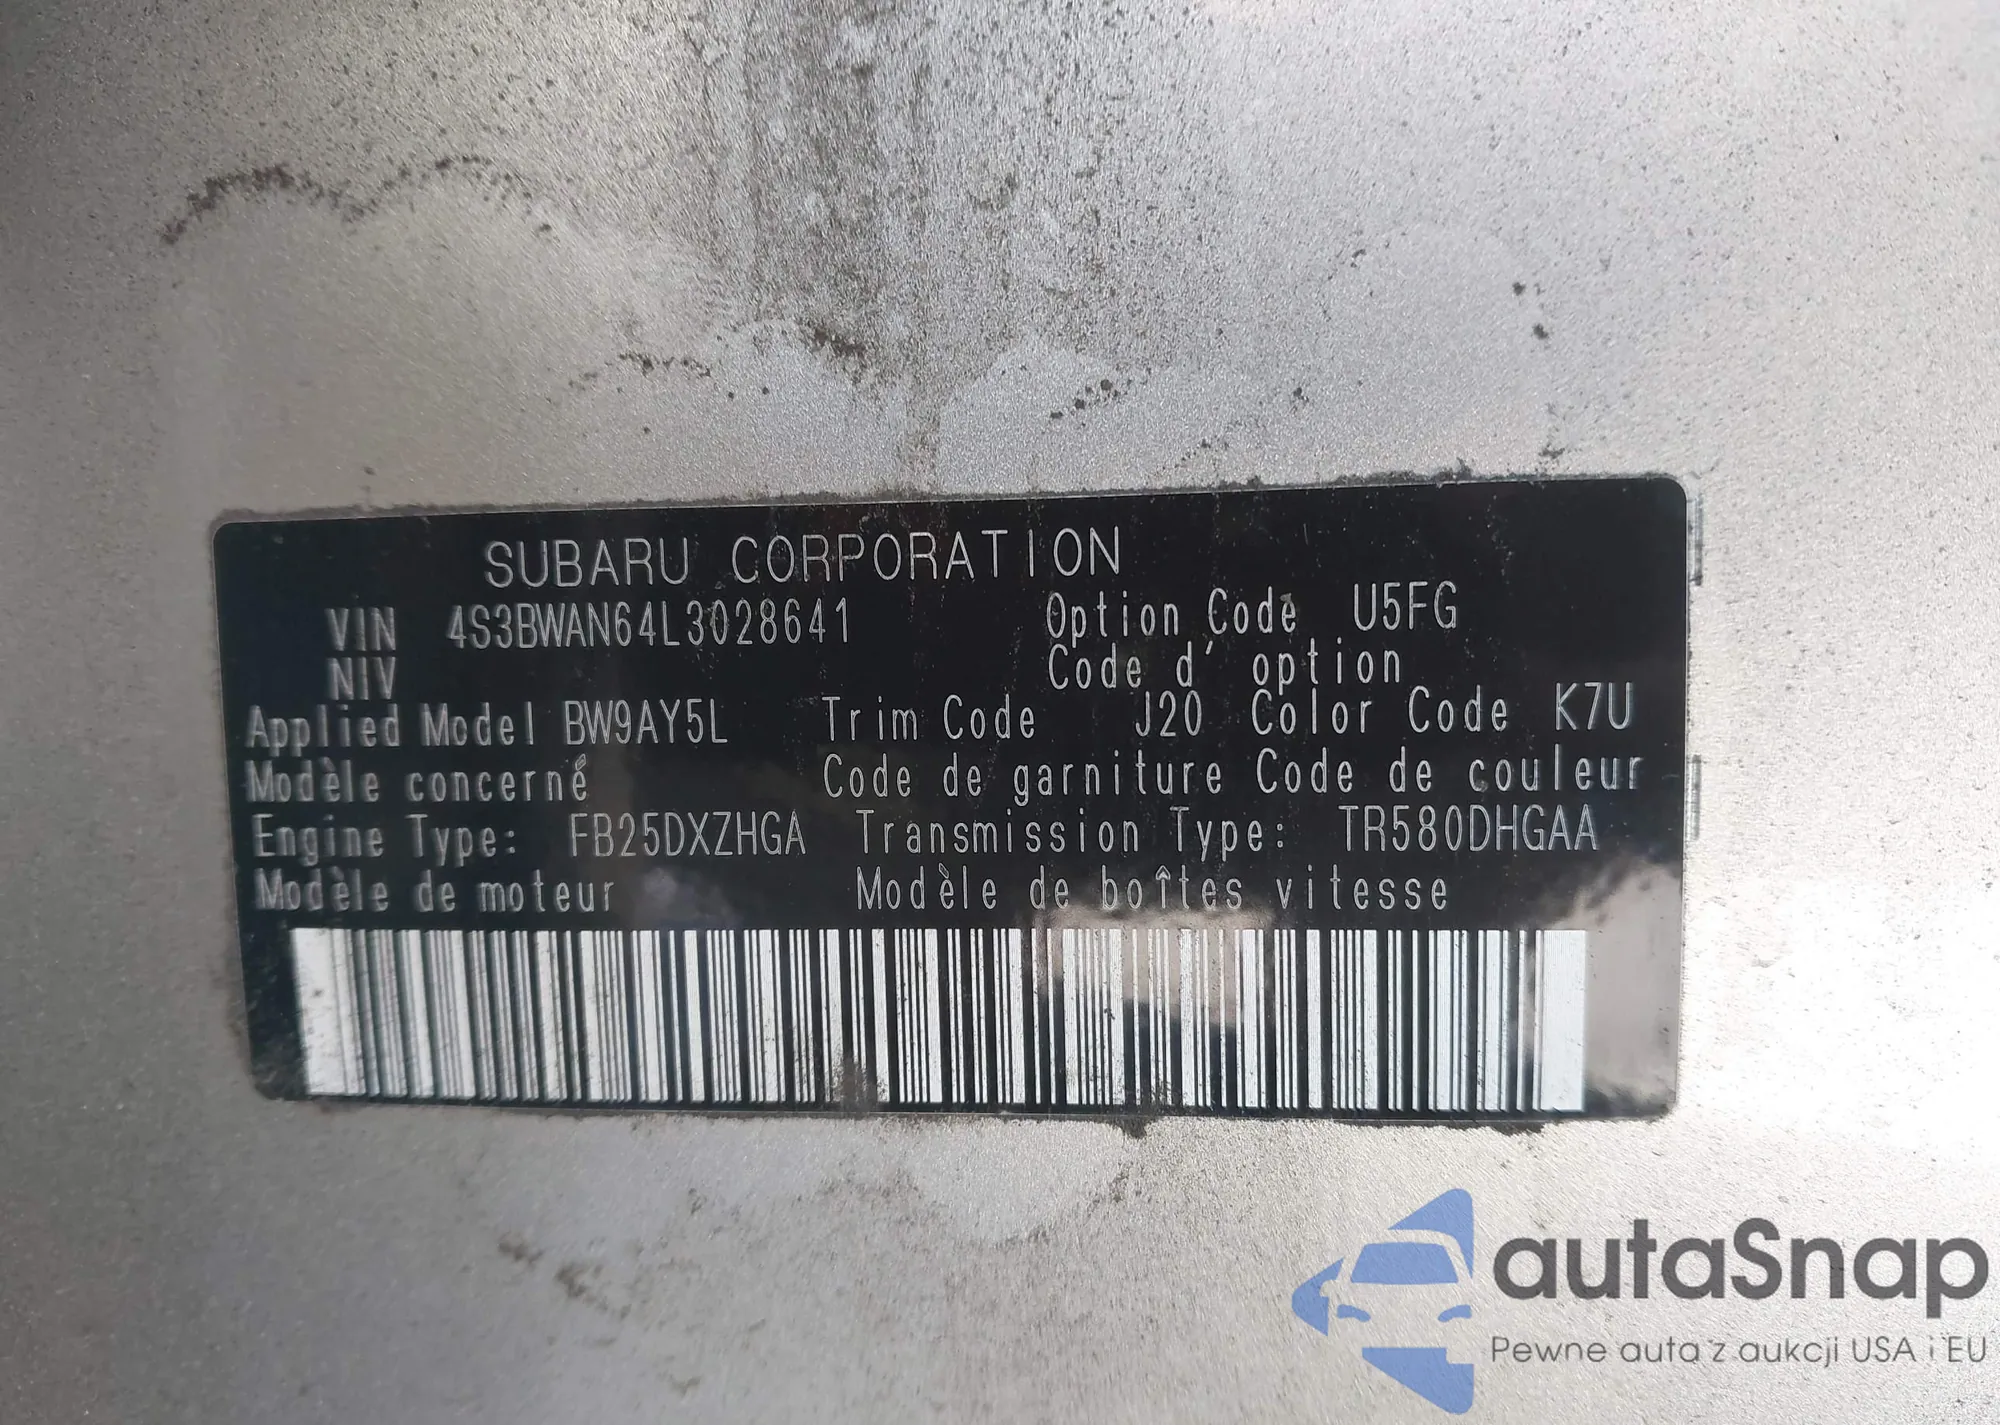 SUBARU CORPORATION
VIN 4S3BWAN64L3028641 Option Code U5FG
NIV Code d' option
Applied Model BW9AY5L Trim Code J20 Color Code K7U
Modèle concerné Code de garniture Code de couleur
Engine Type: FB25DXZHGA Transmission Type: TR580DHGAA
Modèle de moteur Modèle de boîtes vitesse
autaSnap
Pewne auta z aukcji USA i EU